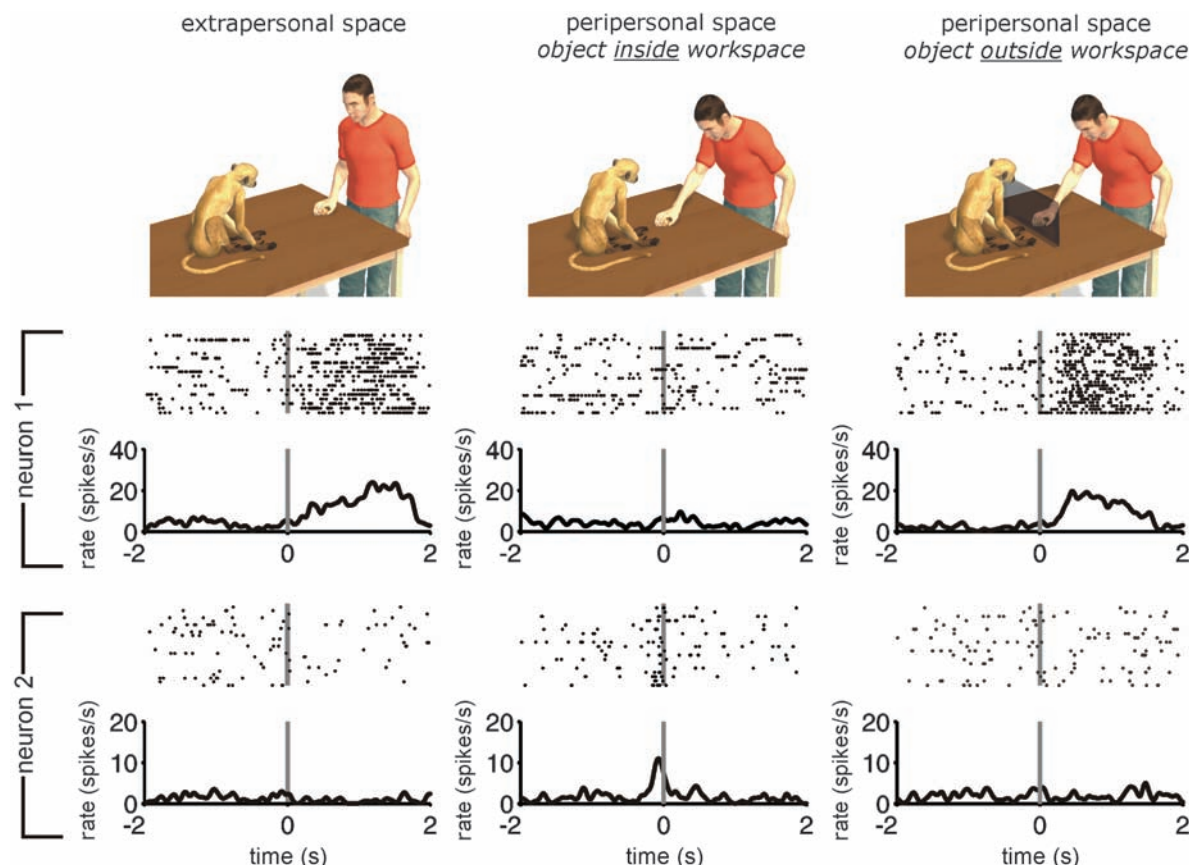 extrapersonal space
peripersonal space
object inside workspace
peripersonal space
object outside workspace
neuron 1
rate (spikes/s)
40
20
0
-2
0
2
rate (spikes/s)
40
20
0
-2
0
2
rate (spikes/s)
40
20
0
-2
0
2
neuron 2
rate (spikes/s)
20
10
0
-2
0
2
time (s)
rate (spikes/s)
20
10
0
-2
0
2
time (s)
rate (spikes/s)
20
10
0
-2
0
2
time (s)